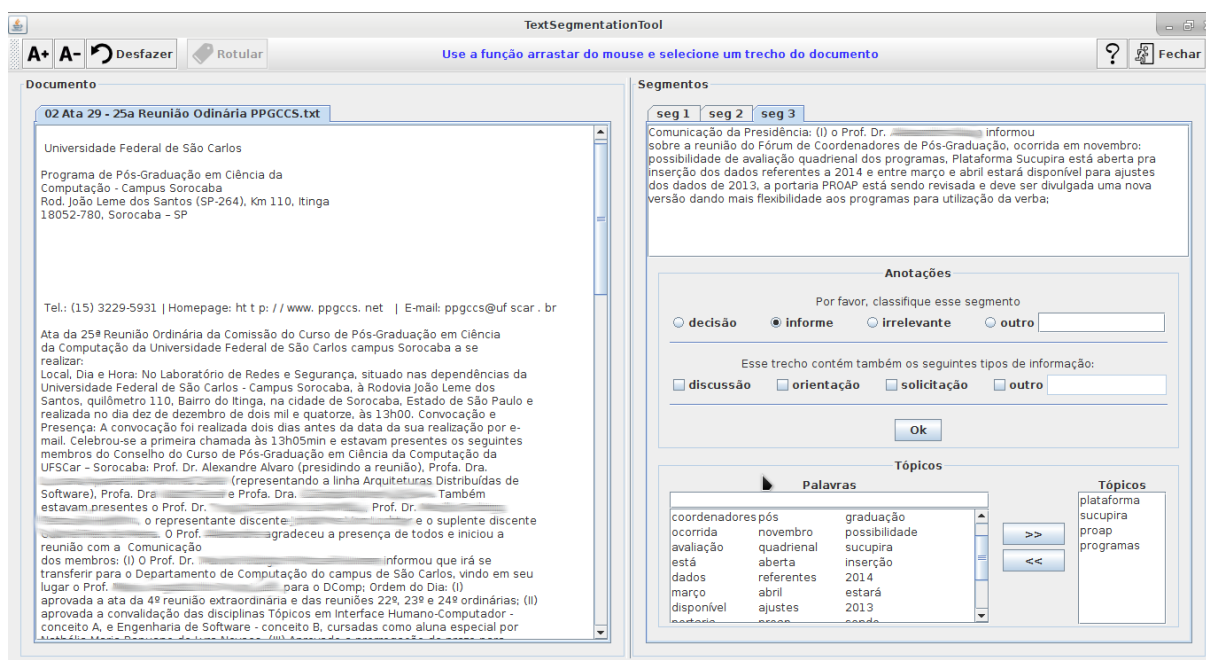 TextSegmentationTool
A+ A- Desfazer Rotular Use a função arrastar do mouse e selecione um trecho do documento ? Fechar
Documento
02 Ata 29 - 25a Reunião Odinária PPGCCS.txt
Universidade Federal de São Carlos
Programa de Pós-Graduação em Ciência da
Computação - Campus Sorocaba
Rod. João Leme dos Santos (SP-264), Km 110, Itinga
18052-780, Sorocaba – SP
Tel.: (15) 3229-5931 | Homepage: ht t p: / / www. ppgccs. net | E-mail: ppgccs@uf scar . br
Ata da 25ª Reunião Ordinária da Comissão do Curso de Pós-Graduação em Ciência
da Computação da Universidade Federal de São Carlos campus Sorocaba a se
realizar:
Local, Dia e Hora: No Laboratório de Redes e Segurança, situado nas dependências da
Universidade Federal de São Carlos - Campus Sorocaba, à Rodovia João Leme dos
Santos, quilômetro 110, Bairro do Itinga, na cidade de Sorocaba, Estado de São Paulo e
realizada no dia dez de dezembro de dois mil e quatorze, às 13h00. Convocação e
Presença: A convocação foi realizada dois dias antes da data da sua realização por e-
mail. Celebrou-se a primeira chamada às 13h05min e estavam presentes os seguintes
membros do Conselho do Curso de Pós-Graduação em Ciência da Computação da
UFSCar – Sorocaba: Prof. Dr. Alexandre Alvaro (presidindo a reunião), Profa. Dra.
(representando a linha Arquiteturas Distribuídas de
Software), Profa. Dra e Profa. Dra. Também
estavam presentes o Prof. Dr. Prof. Dr.
, o representante discente e o suplente discente
. O Prof. agradeceu a presença de todos e iniciou a
reunião com a Comunicação
dos membros: (I) O Prof. Dr. informou que irá se
transferir para o Departamento de Computação do campus de São Carlos, vindo em seu
lugar o Prof. para o DComp; Ordem do Dia: (I)
aprovada a ata da 4º reunião extraordinária e das reuniões 22º, 23º e 24º ordinárias; (II)
aprovada a convalidação das disciplinas Tópicos em Interface Humano-Computador -
conceito A, e Engenharia de Software - conceito B, cursadas como aluna especial por
Segmentos
seg 1 seg 2 seg 3
Comunicação da Presidência: (I) o Prof. Dr. informou
sobre a reunião do Fórum de Coordenadores de Pós-Graduação, ocorrida em novembro:
possibilidade de avaliação quadrienal dos programas, Plataforma Sucupira está aberta pra
inserção dos dados referentes a 2014 e entre março e abril estará disponível para ajustes
dos dados de 2013, a portaria PROAP está sendo revisada e deve ser divulgada uma nova
versão dando mais flexibilidade aos programas para utilização da verba;
Anotações
Por favor, classifique esse segmento
decisão informe irrelevante outro
Esse trecho contém também os seguintes tipos de informação:
discussão orientação solicitação outro
Ok
Tópicos
Palavras
coordenadores pós graduação
ocorrida novembro possibilidade
avaliação quadrienal sucupira
está aberta inserção
dados referentes 2014
março abril estará
disponível ajustes 2013
portaria proap sendo
>>
<<
Tópicos
plataforma
sucupira
proap
programas